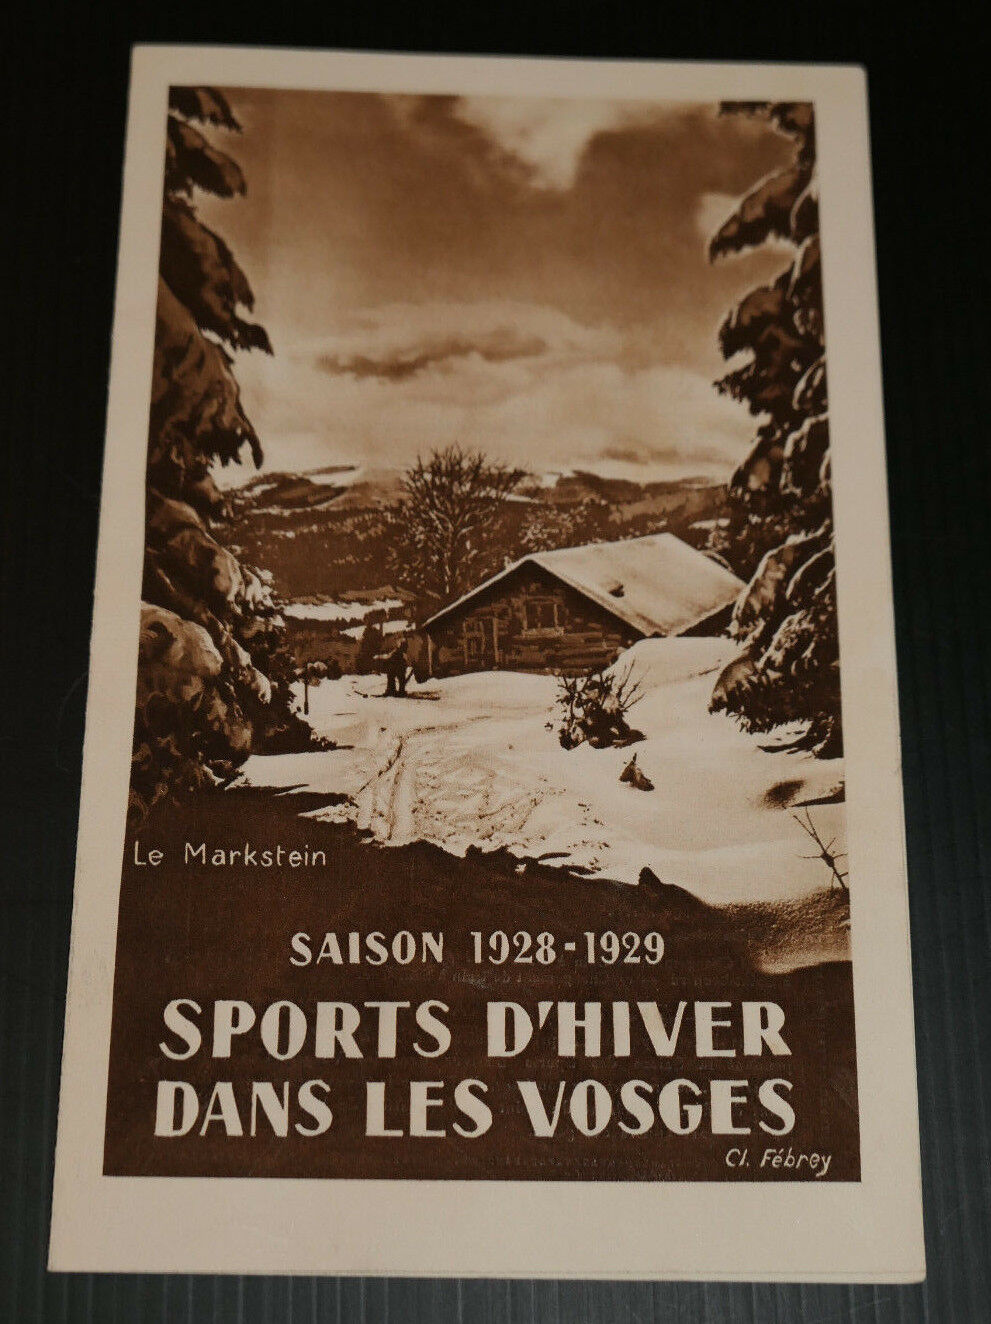 Le Markstein
SAISON 1928-1929
SPORTS D'HIVER
DANS LES VOSGES
Cl. Fébrey